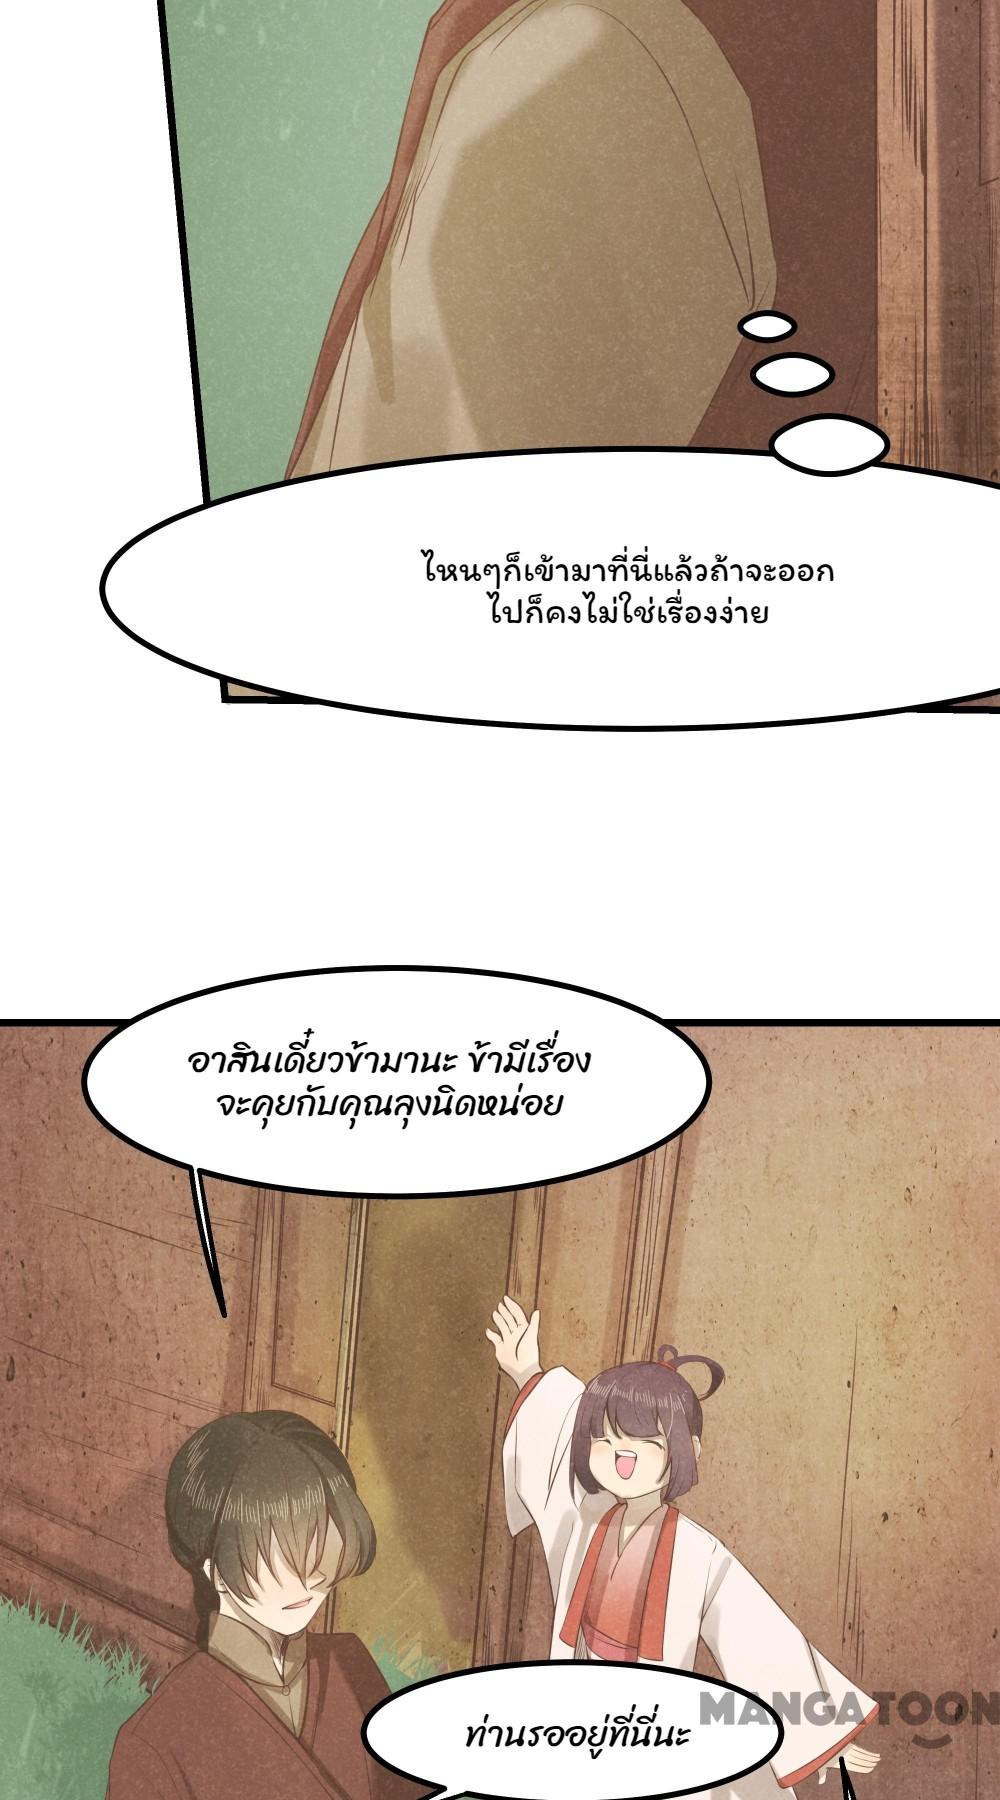 ไหนๆก็เข้ามาที่นี่แล้วถ้าจะออก
ไปก็คงไม่ใช่เรื่องง่าย
อาสินเดี๋ยวข้ามานะ ข้ามีเรื่อง
จะคุยกับคุณลุงนิดหน่อย
MANGATOON
ท่านรออยู่ที่นี่นะ